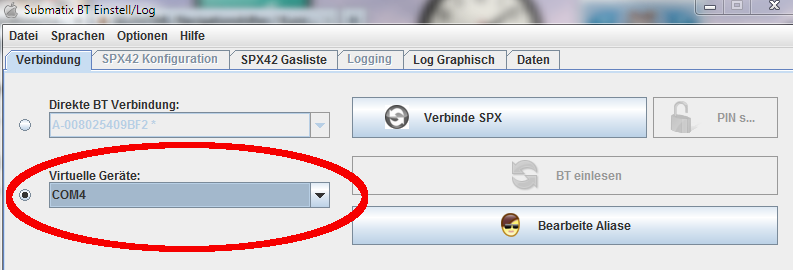 Submatix BT Einstell/Log
Datei Sprachen Optionen Hilfe
Verbindung SPX42 Konfiguration SPX42 Gasliste Logging Log Graphisch Daten
Direkte BT Verbindung:
A-008025409BF2 *
Verbinde SPX
PIN s...
Virtuelle Geräte:
COM4
BT einlesen
Bearbeite Aliase